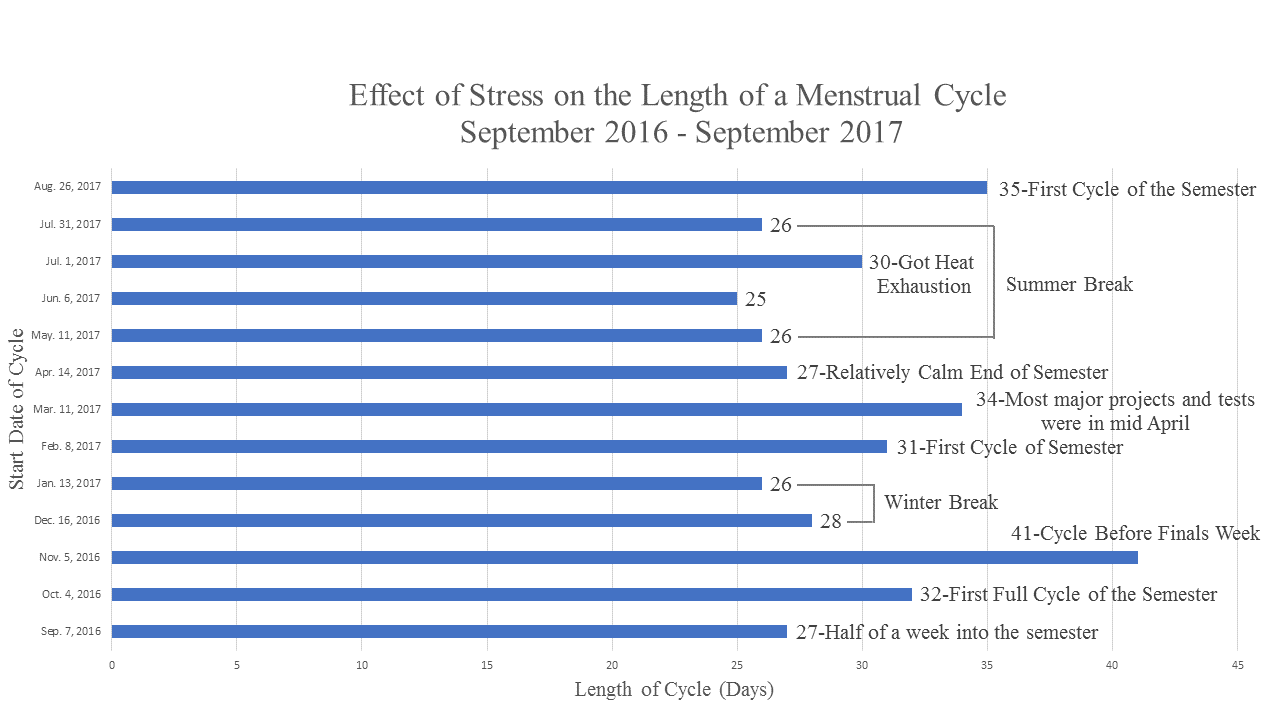 Effect of Stress on the Length of a Menstrual Cycle
September 2016 - September 2017
Start Date of Cycle
Aug. 26, 2017
35-First Cycle of the Semester
Jul. 31, 2017
26
Jul. 1, 2017
30-Got Heat
Exhaustion
Summer Break
Jun. 6, 2017
25
May. 11, 2017
26
Apr. 14, 2017
27-Relatively Calm End of Semester
Mar. 11, 2017
34-Most major projects and tests
were in mid April
Feb. 8, 2017
31-First Cycle of Semester
Jan. 13, 2017
26
Winter Break
Dec. 16, 2016
28
41-Cycle Before Finals Week
Nov. 5, 2016
Oct. 4, 2016
32-First Full Cycle of the Semester
Sep. 7, 2016
27-Half of a week into the semester
0 5 10 15 20 25 30 35 40 45
Length of Cycle (Days)